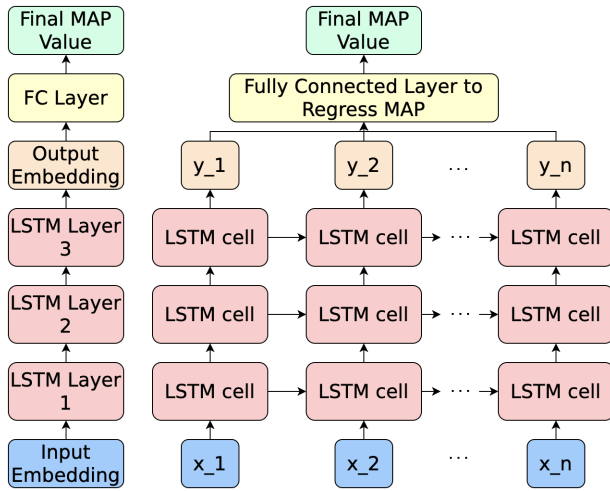 Final MAP
Value
Final MAP
Value
FC Layer
Fully Connected Layer to
Regress MAP
Output
Embedding
y_1
y_2
...
y_n
LSTM Layer
3
LSTM cell
LSTM cell
...
LSTM cell
LSTM Layer
2
LSTM cell
LSTM cell
...
LSTM cell
LSTM Layer
1
LSTM cell
LSTM cell
...
LSTM cell
Input
Embedding
x_1
x_2
...
x_n